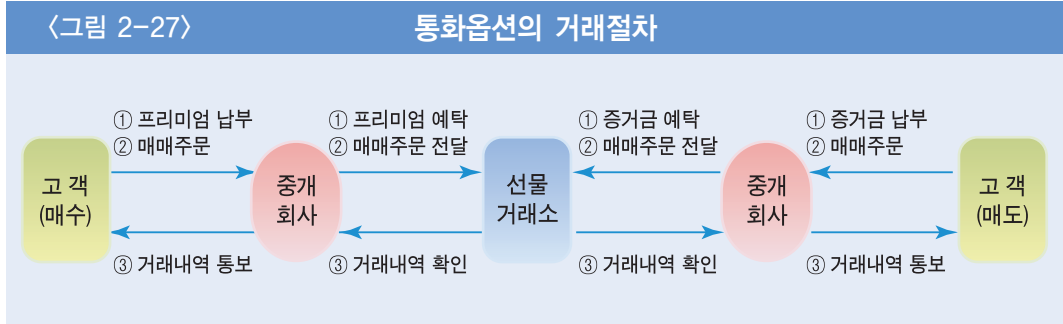 〈그림 2-27〉 통화옵션의 거래절차
① 프리미엄 납부
② 매매주문
① 프리미엄 예탁
② 매매주문 전달
① 증거금 예탁
② 매매주문 전달
① 증거금 납부
② 매매주문
고 객
(매수)
중개
회사
선물
거래소
중개
회사
고 객
(매도)
③ 거래내역 통보
③ 거래내역 확인
③ 거래내역 확인
③ 거래내역 통보